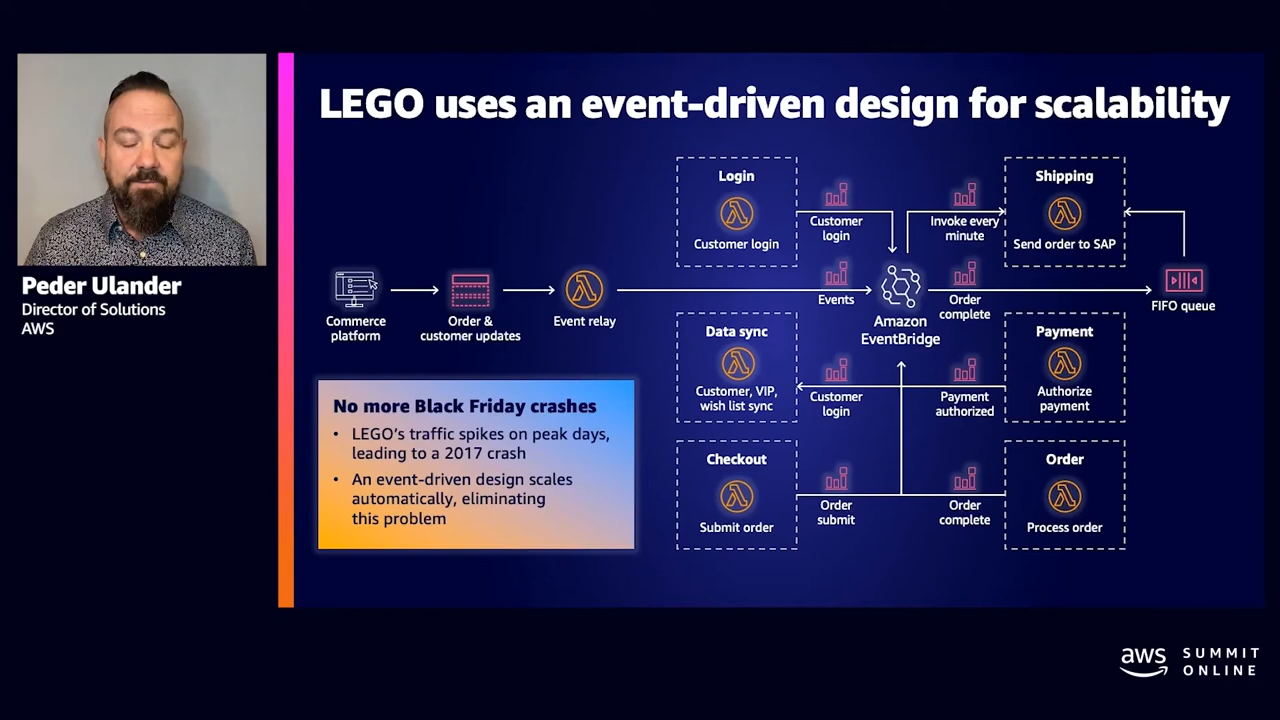 LEGO uses an event-driven design for scalability
Peder Ulander
Director of Solutions
AWS
Commerce
platform
Order &
customer updates
Event relay
Login
Customer login
Customer
login
Events
Amazon
EventBridge
Invoke every
minute
Shipping
Send order to SAP
Order
complete
FIFO queue
Data sync
Customer, VIP,
wish list sync
Customer
login
Payment
authorized
Payment
Authorize
payment
Checkout
Submit order
Order
submit
Order
complete
Order
Process order
No more Black Friday crashes
• LEGO's traffic spikes on peak days,
leading to a 2017 crash
• An event-driven design scales
automatically, eliminating
this problem
aws
SUMMIT
ONLINE